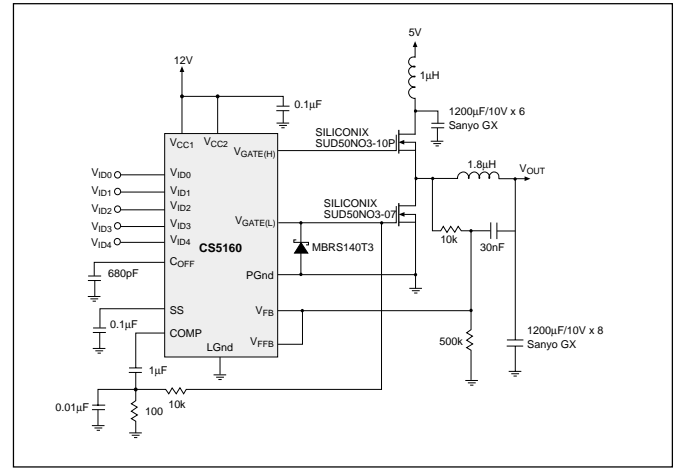 5V
12V
1μH
0.1μF
1200μF/10V x 6
Sanyo GX
SILICONIX
SUD50NO3-10P
VCC1 VCC2
VGATE(H)
1.8μH
VOUT
VID0 VID0
VID1 VID1
VID2 VID2
VID3 VID3
VID4 VID4
SILICONIX
SUD50NO3-07
VGATE(L)
10k
30nF
CS5160
MBRS140T3
COFF
680pF
PGnd
SS
VFB
0.1μF
COMP
VFFB
LGnd
500k
1200μF/10V x 8
Sanyo GX
1μF
0.01μF
100
10k